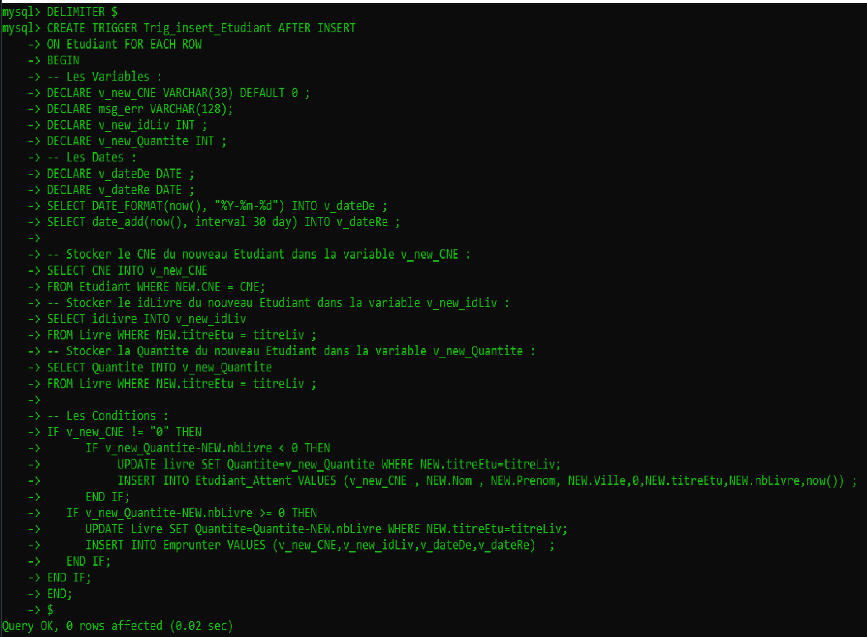 mysql> DELIMITER $
mysql> CREATE TRIGGER Trig_insert_Etudiant AFTER INSERT
-> ON Etudiant FOR EACH ROW
-> BEGIN
-> -- Les Variables :
-> DECLARE v_new_CNE VARCHAR(30) DEFAULT 0 ;
-> DECLARE msg_err VARCHAR(128);
-> DECLARE v_new_idLiv INT ;
-> DECLARE v_new_Quantite INT ;
-> -- Les Dates :
-> DECLARE v_dateDe DATE ;
-> DECLARE v_dateRe DATE ;
-> SELECT DATE_FORMAT(now(), "%Y-%m-%d") INTO v_dateDe ;
-> SELECT date_add(now(), interval 30 day) INTO v_dateRe ;
->
-> -- Stocker le CNE du nouveau Etudiant dans la variable v_new_CNE :
-> SELECT CNE INTO v_new_CNE
-> FROM Etudiant WHERE NEW.CNE = CNE;
-> -- Stocker le idLivre du nouveau Etudiant dans la variable v_new_idLiv :
-> SELECT idLivre INTO v_new_idLiv
-> FROM Livre WHERE NEW.titreEtu = titreLiv ;
-> -- Stocker la Quantite du nouveau Etudiant dans la variable v_new_Quantite :
-> SELECT Quantite INTO v_new_Quantite
-> FROM Livre WHERE NEW.titreEtu = titreLiv ;
->
-> -- Les Conditions :
-> IF v_new_CNE != "0" THEN
-> IF v_new_Quantite-NEW.nbLivre < 0 THEN
-> UPDATE livre SET Quantite=v_new_Quantite WHERE NEW.titreEtu=titreLiv;
-> INSERT INTO Etudiant_Attent VALUES (v_new_CNE , NEW.Nom , NEW.Prenom, NEW.Ville,0,NEW.titreEtu,NEW.nbLivre,now()) ;
-> END IF;
-> IF v_new_Quantite-NEW.nbLivre >= 0 THEN
-> UPDATE Livre SET Quantite=Quantite-NEW.nbLivre WHERE NEW.titreEtu=titreLiv;
-> INSERT INTO Emprunter VALUES (v_new_CNE,v_new_idLiv,v_dateDe,v_dateRe) ;
-> END IF;
-> END IF;
-> END;
-> $
Query OK, 0 rows affected (0.02 sec)